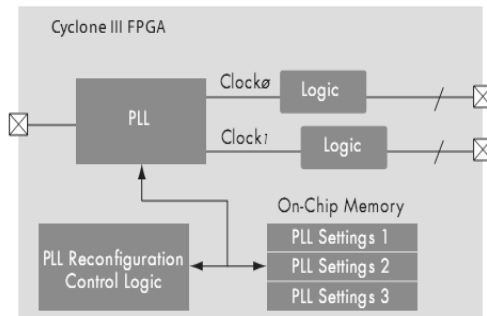 Cyclone III FPGA
PLL
Clockø
Logic
Clock1
Logic
On-Chip Memory
PLL Settings 1
PLL Settings 2
PLL Settings 3
PLL Reconfiguration
Control Logic